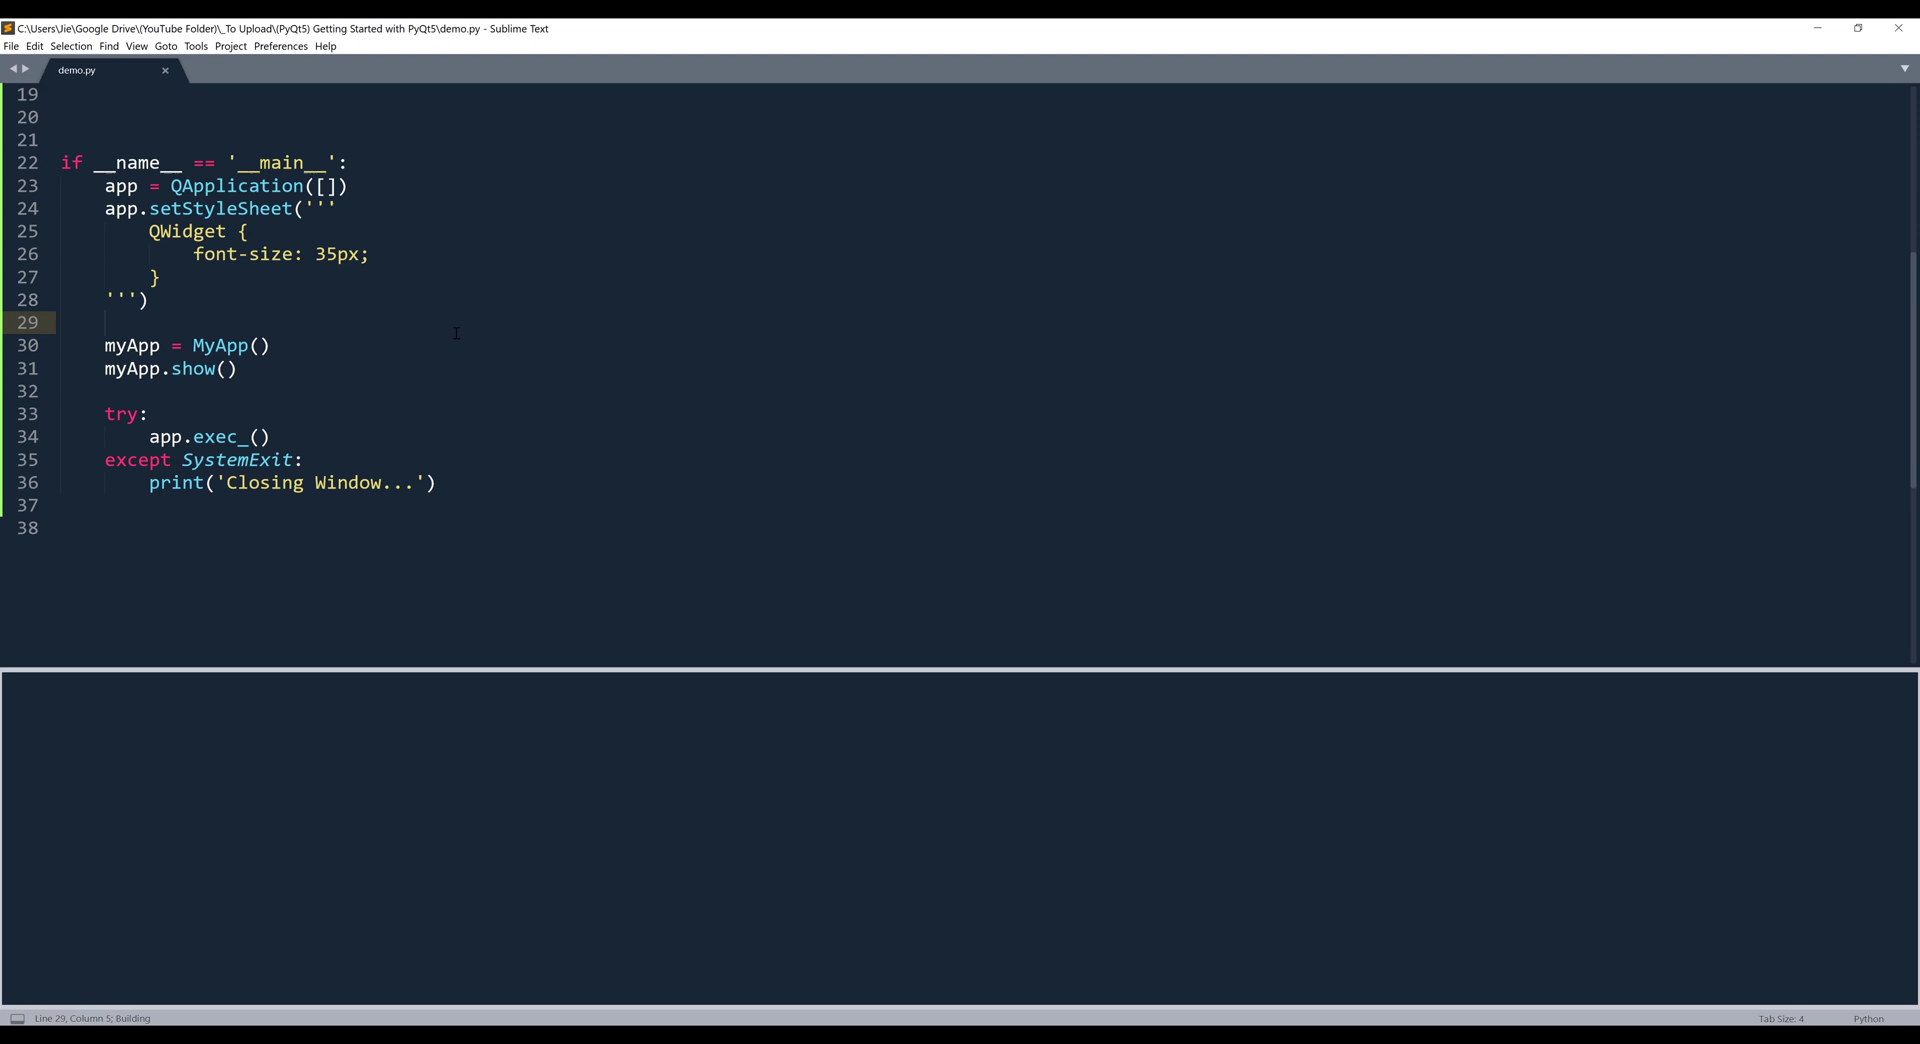 C:\Users\Jie\Google Drive\(YouTube Folder)\_To Upload\(PyQt5) Getting Started with PyQt5\demo.py - Sublime Text
File Edit Selection Find View Goto Tools Project Preferences Help
demo.py
19
20
21
22 if __name__ == '__main__':
23 app = QApplication([])
24 app.setStyleSheet('''
25 QWidget {
26 font-size: 35px;
27 }
28 ''')
29
30 myApp = MyApp()
31 myApp.show()
32
33 try:
34 app.exec_()
35 except SystemExit:
36 print('Closing Window...')
37
38
Line 29, Column 5; Building Tab Size: 4 Python